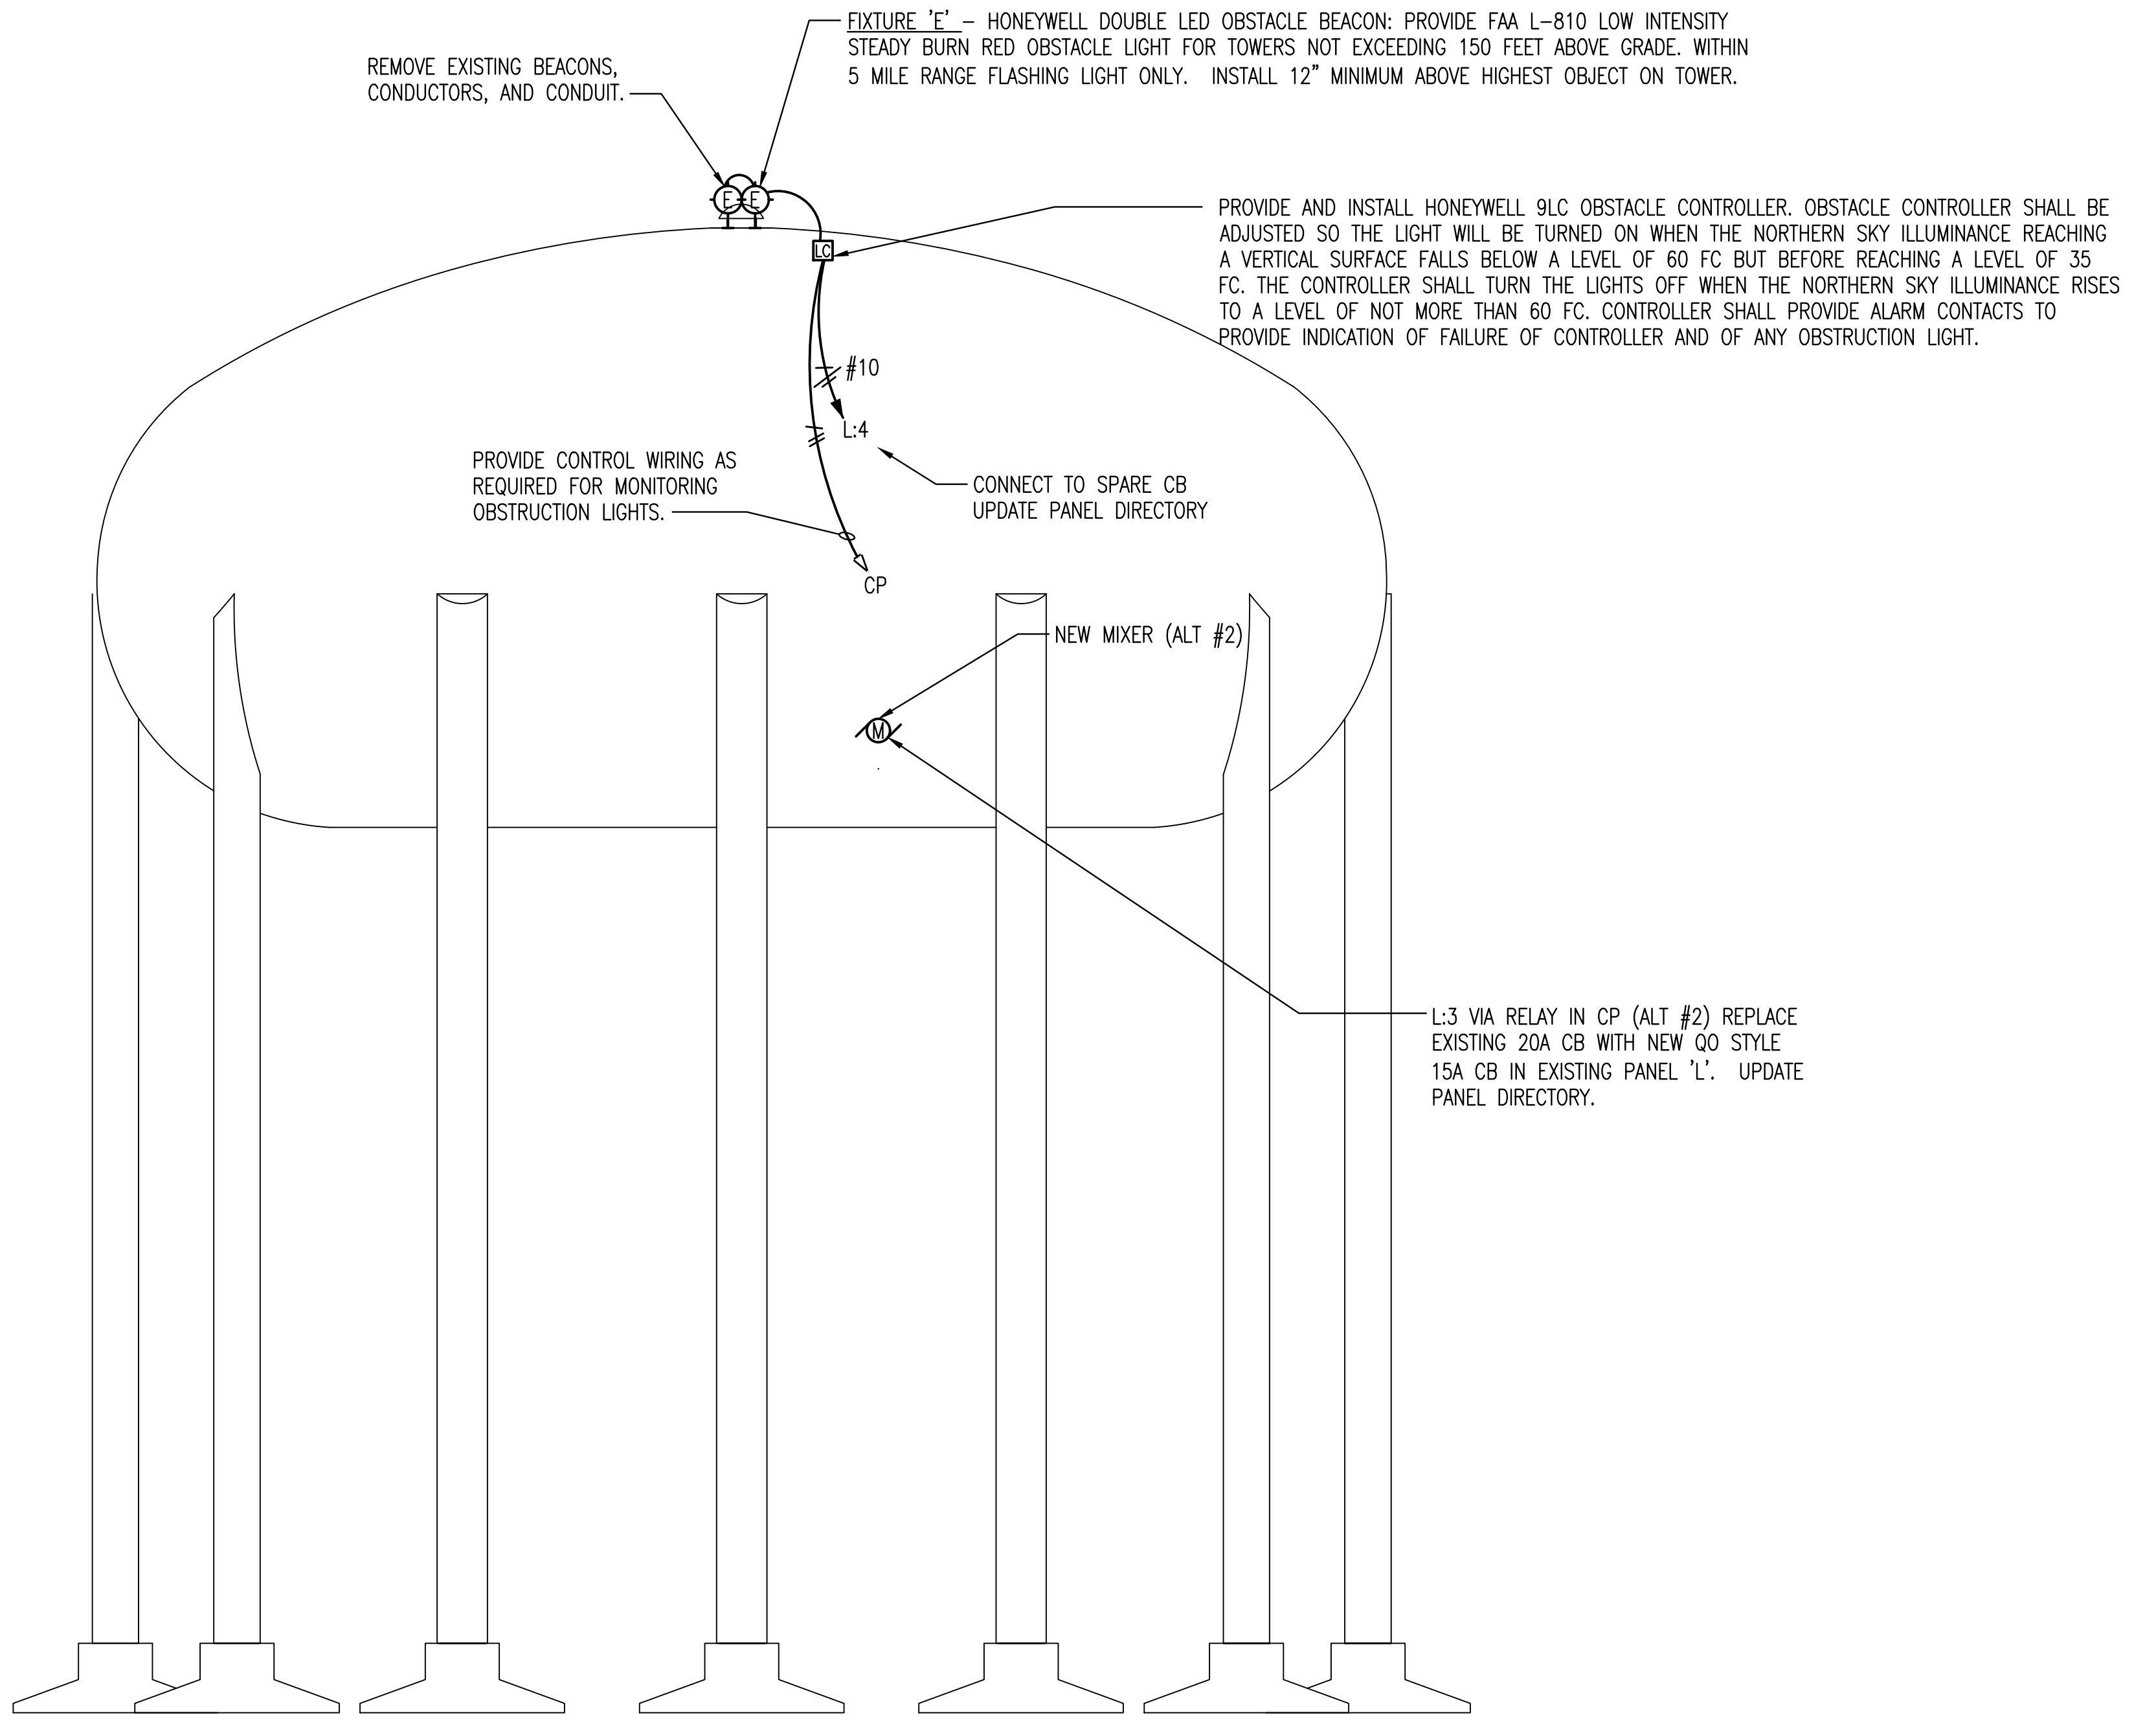 FIXTURE 'E' - HONEYWELL DOUBLE LED OBSTACLE BEACON: PROVIDE FAA L-810 LOW INTENSITY
STEADY BURN RED OBSTACLE LIGHT FOR TOWERS NOT EXCEEDING 150 FEET ABOVE GRADE. WITHIN
5 MILE RANGE FLASHING LIGHT ONLY. INSTALL 12" MINIMUM ABOVE HIGHEST OBJECT ON TOWER.
REMOVE EXISTING BEACONS,
CONDUCTORS, AND CONDUIT.
E E
LC
PROVIDE AND INSTALL HONEYWELL 9LC OBSTACLE CONTROLLER. OBSTACLE CONTROLLER SHALL BE
ADJUSTED SO THE LIGHT WILL BE TURNED ON WHEN THE NORTHERN SKY ILLUMINANCE REACHING
A VERTICAL SURFACE FALLS BELOW A LEVEL OF 60 FC BUT BEFORE REACHING A LEVEL OF 35
FC. THE CONTROLLER SHALL TURN THE LIGHTS OFF WHEN THE NORTHERN SKY ILLUMINANCE RISES
TO A LEVEL OF NOT MORE THAN 60 FC. CONTROLLER SHALL PROVIDE ALARM CONTACTS TO
PROVIDE INDICATION OF FAILURE OF CONTROLLER AND OF ANY OBSTRUCTION LIGHT.
#10
L:4
PROVIDE CONTROL WIRING AS
REQUIRED FOR MONITORING
OBSTRUCTION LIGHTS.
CONNECT TO SPARE CB
UPDATE PANEL DIRECTORY
CP
NEW MIXER (ALT #2)
M
L:3 VIA RELAY IN CP (ALT #2) REPLACE
EXISTING 20A CB WITH NEW QO STYLE
15A CB IN EXISTING PANEL 'L'. UPDATE
PANEL DIRECTORY.